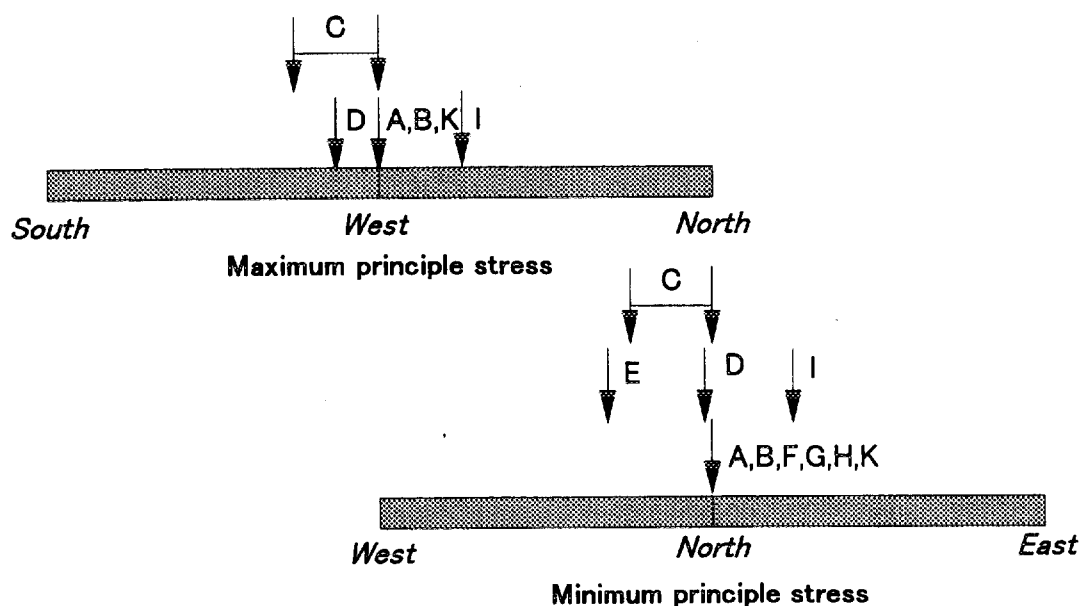 C
D A,B,K I
South West North
Maximum principle stress
C
E D I
A,B,F,G,H,K
West North East
Minimum principle stress